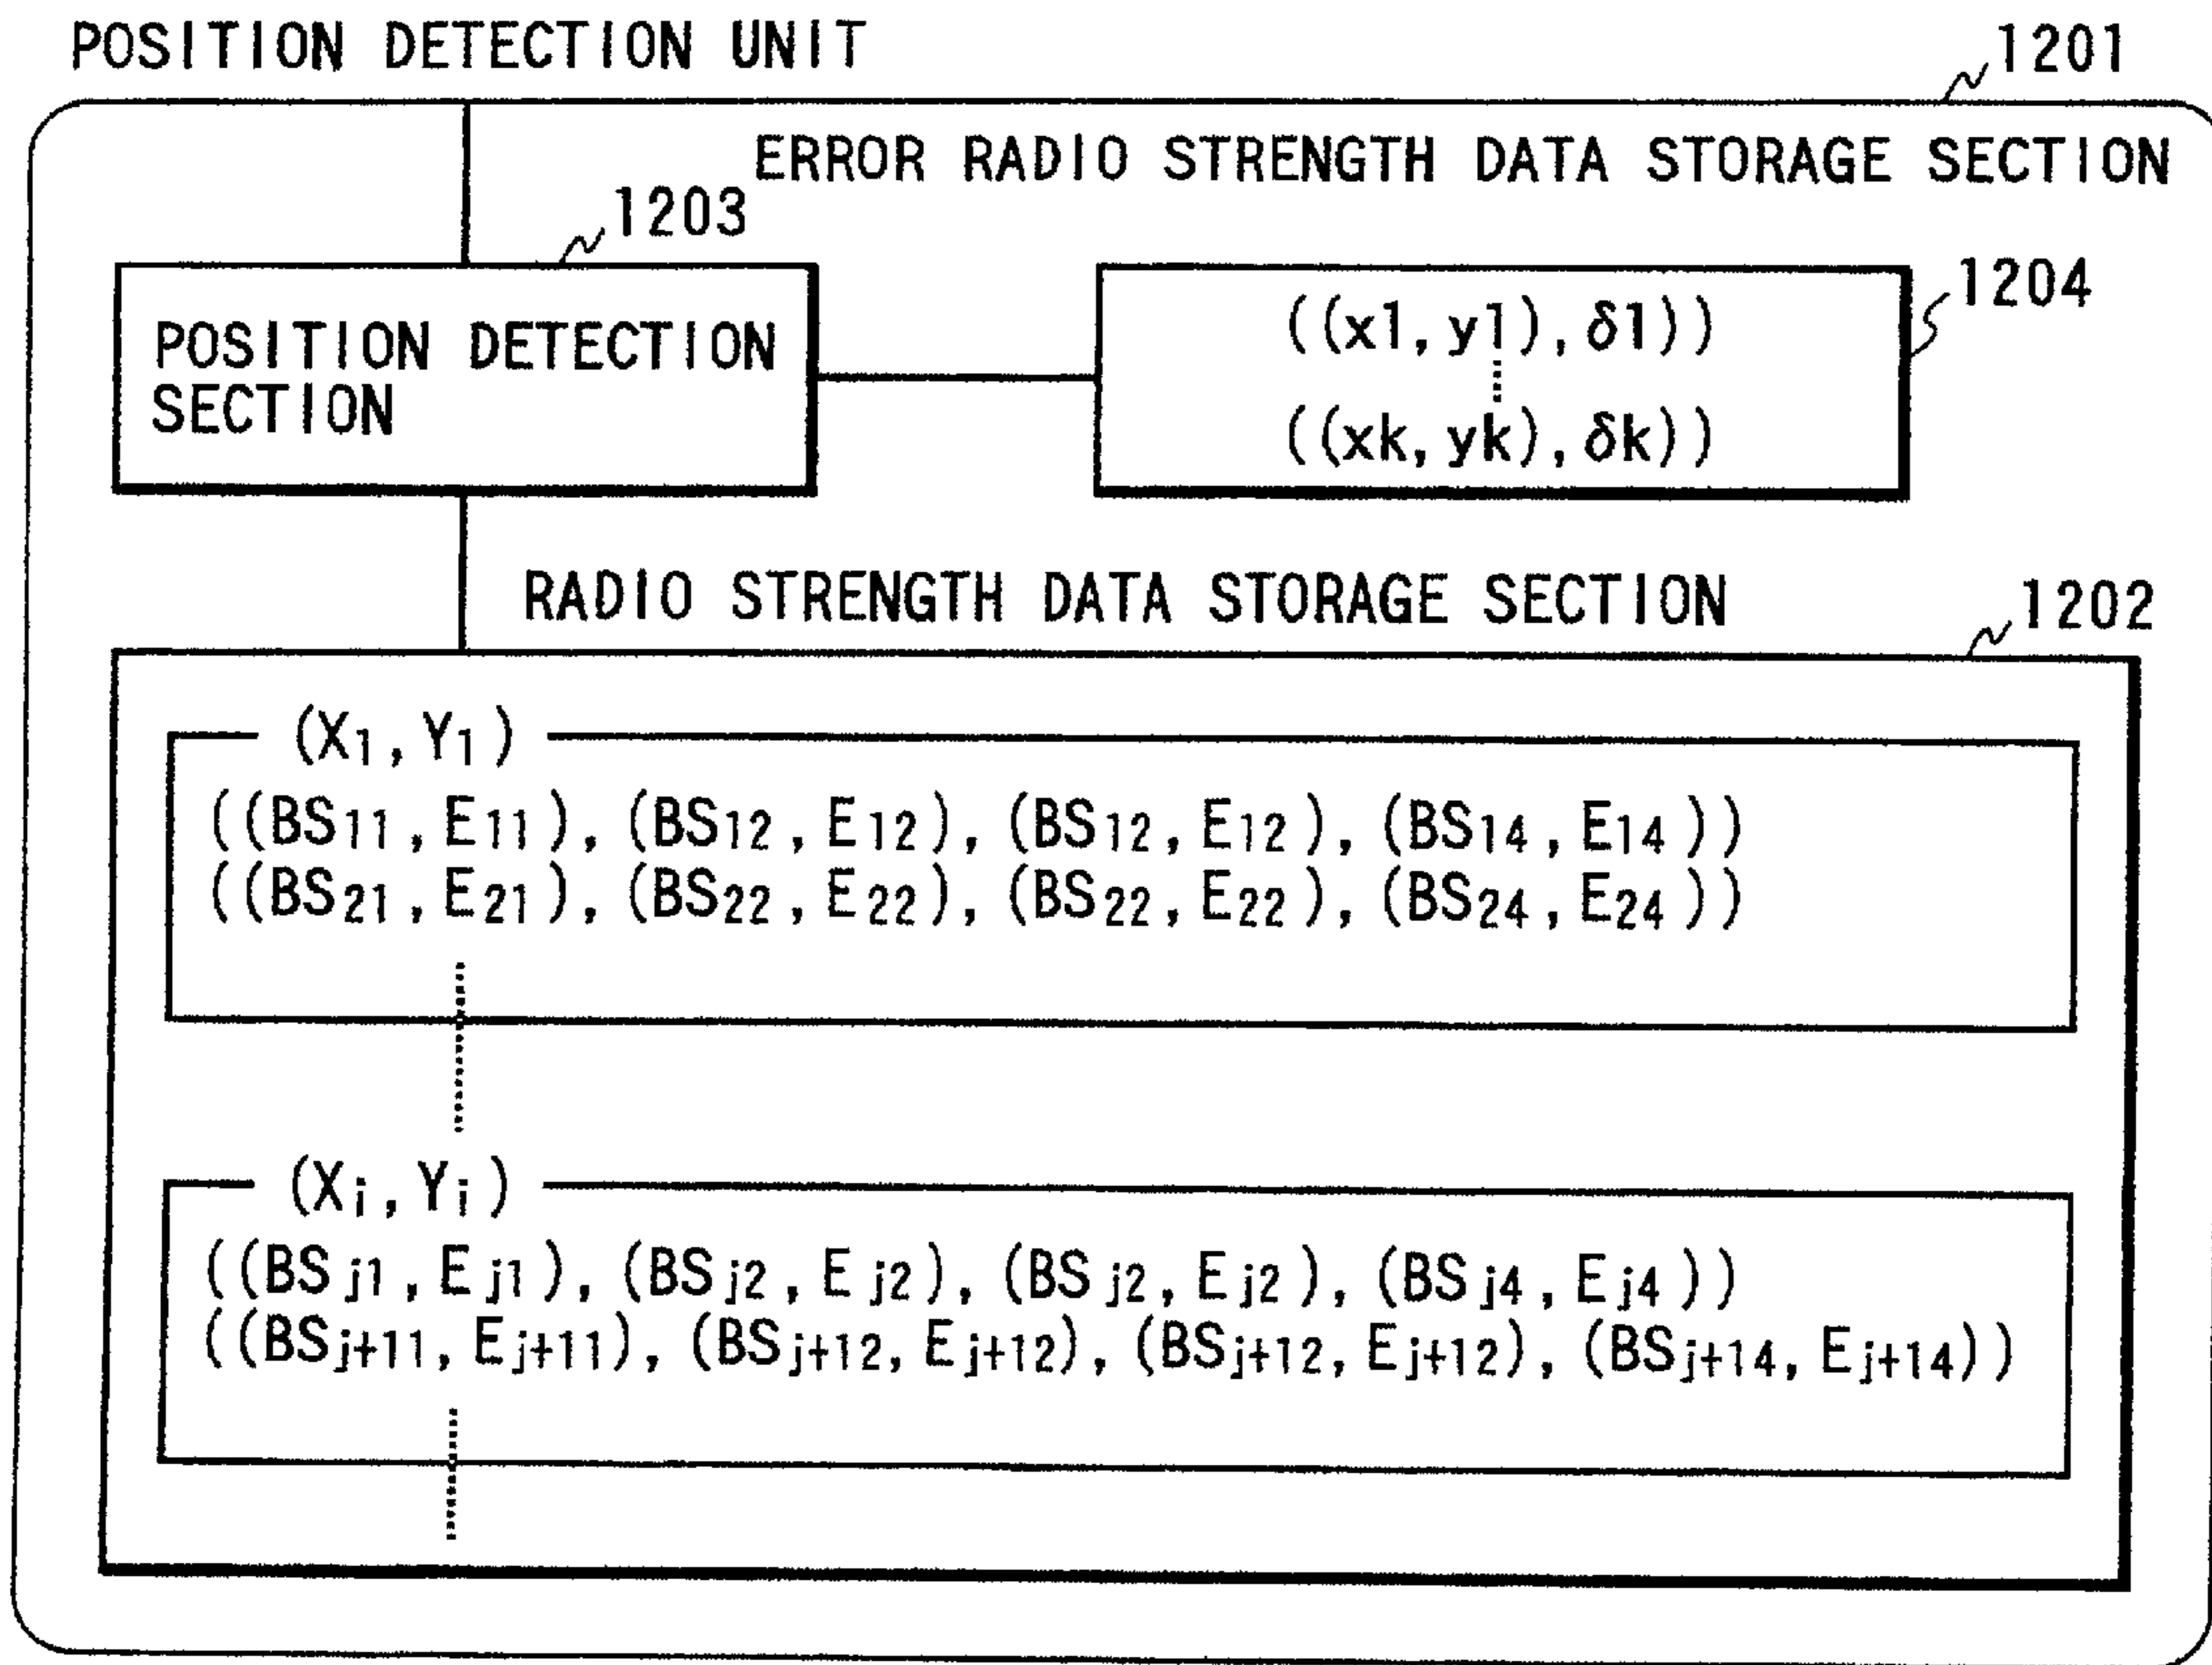 POSITION DETECTION UNIT
1201
ERROR RADIO STRENGTH DATA STORAGE SECTION
1203
POSITION DETECTION
SECTION
1204
((x1, y1), δ1))
((xk, yk), δk))
RADIO STRENGTH DATA STORAGE SECTION
1202
(X1, Y1)
((BS11, E11), (BS12, E12), (BS12, E12), (BS14, E14))
((BS21, E21), (BS22, E22), (BS22, E22), (BS24, E24))
(Xi, Yi)
((BSj1, Ej1), (BSj2, Ej2), (BSj2, Ej2), (BSj4, Ej4))
((BSj+11, Ej+11), (BSj+12, Ej+12), (BSj+12, Ej+12), (BSj+14, Ej+14))